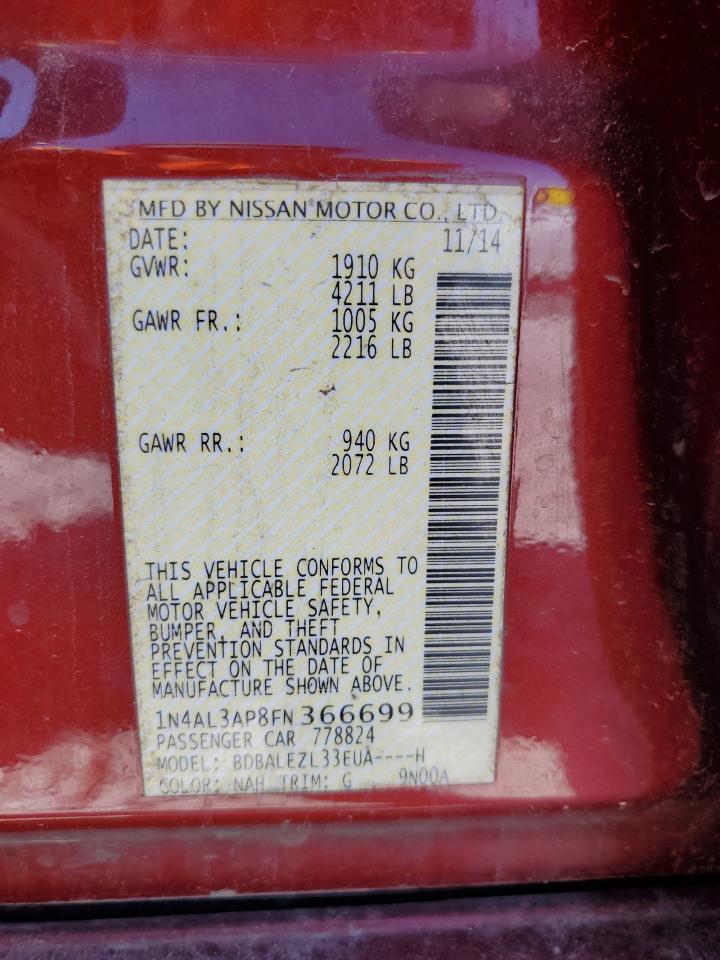 MFD BY NISSAN MOTOR CO., LTD.
DATE: 11/14
GVWR: 1910 KG
4211 LB
GAWR FR.: 1005 KG
2216 LB
GAWR RR.: 940 KG
2072 LB
THIS VEHICLE CONFORMS TO
ALL APPLICABLE FEDERAL
MOTOR VEHICLE SAFETY,
BUMPER, AND THEFT
PREVENTION STANDARDS IN
EFFECT ON THE DATE OF
MANUFACTURE SHOWN ABOVE.
1N4AL3AP8FN 366699
PASSENGER CAR 778824
MODEL: BDBALEZL33EUA----H
COLOR: NAH TRIM: G 9N00A